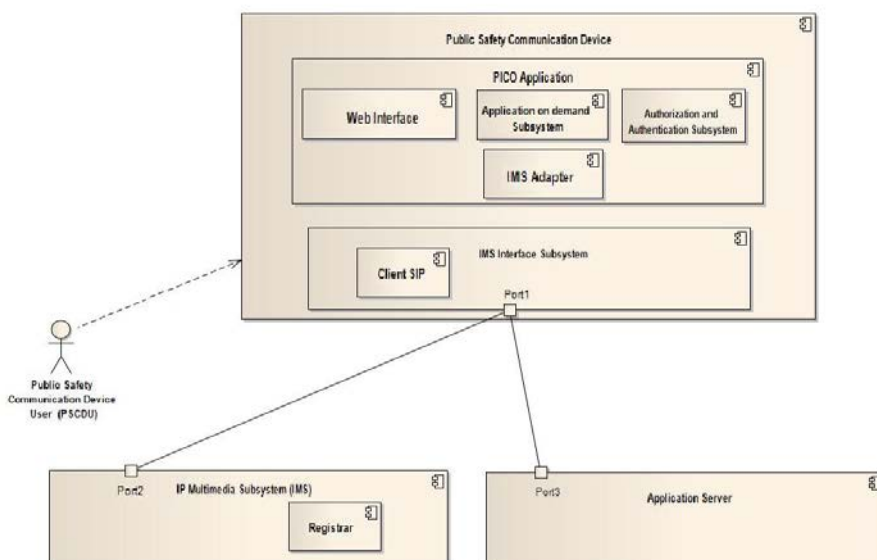 Public Safety Communication Device
PICO Application
Web Interface
Application on demand
Subsystem
Authorization and
Authentication Subsystem
IMS Adapter
IMS Interface Subsystem
Client SIP
Port1
Public Safety
Communication Device
User (PSCDU)
Port2
IP Multimedia Subsystem (IMS)
Registrar
Port3
Application Server